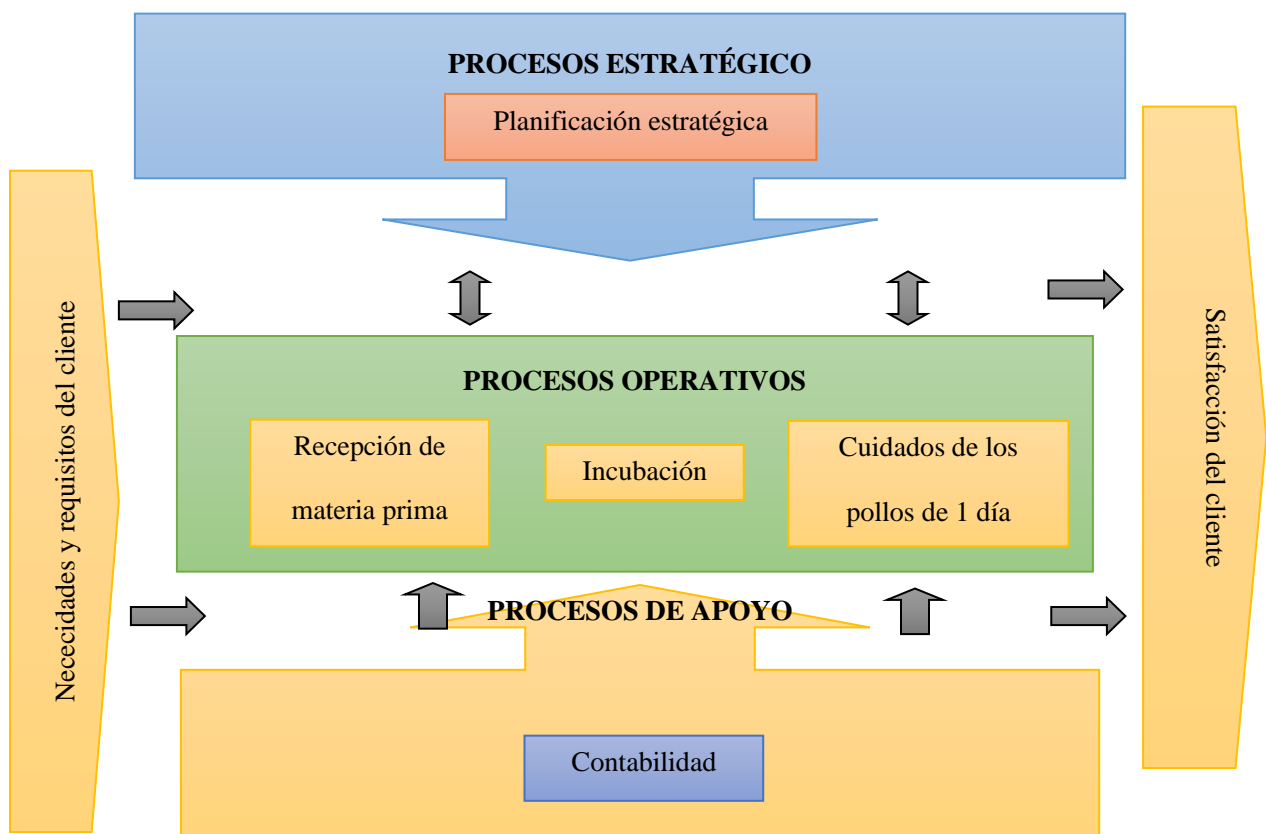 PROCESOS ESTRATÉGICO
Planificación estratégica
Nececidades y requisitos del cliente
PROCESOS OPERATIVOS
Recepción de
materia prima
Incubación
Cuidados de los
pollos de 1 día
Satisfacción del cliente
PROCESOS DE APOYO
Contabilidad